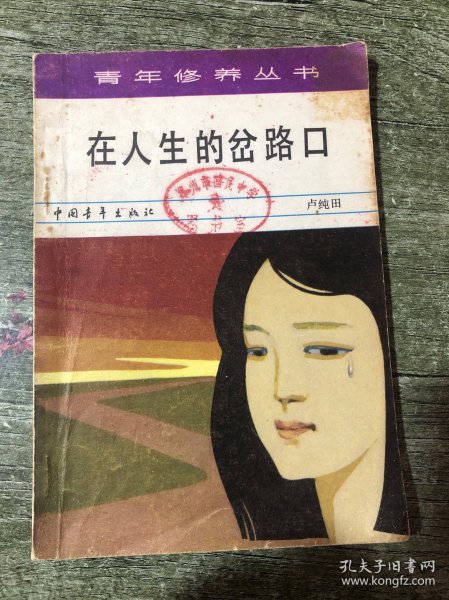 青年修养丛书
在人生的岔路口
中国青年出版社
卢纯田
孔夫子旧书网
www.kongfz.com